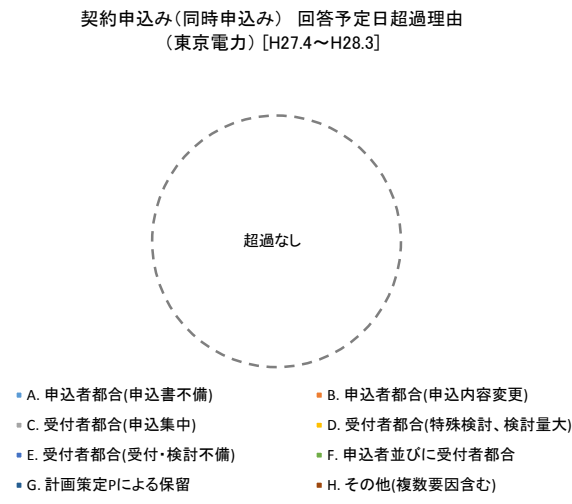 契約申込み（同時申込み）　回答予定日超過理由
（東京電力）[H27.4～H28.3]
超過なし
A. 申込者都合(申込書不備)
B. 申込者都合(申込内容変更)
C. 受付者都合(申込集中)
D. 受付者都合(特殊検討、検討量大)
E. 受付者都合(受付・検討不備)
F. 申込者並びに受付者都合
G. 計画策定Pによる保留
H. その他(複数要因含む)